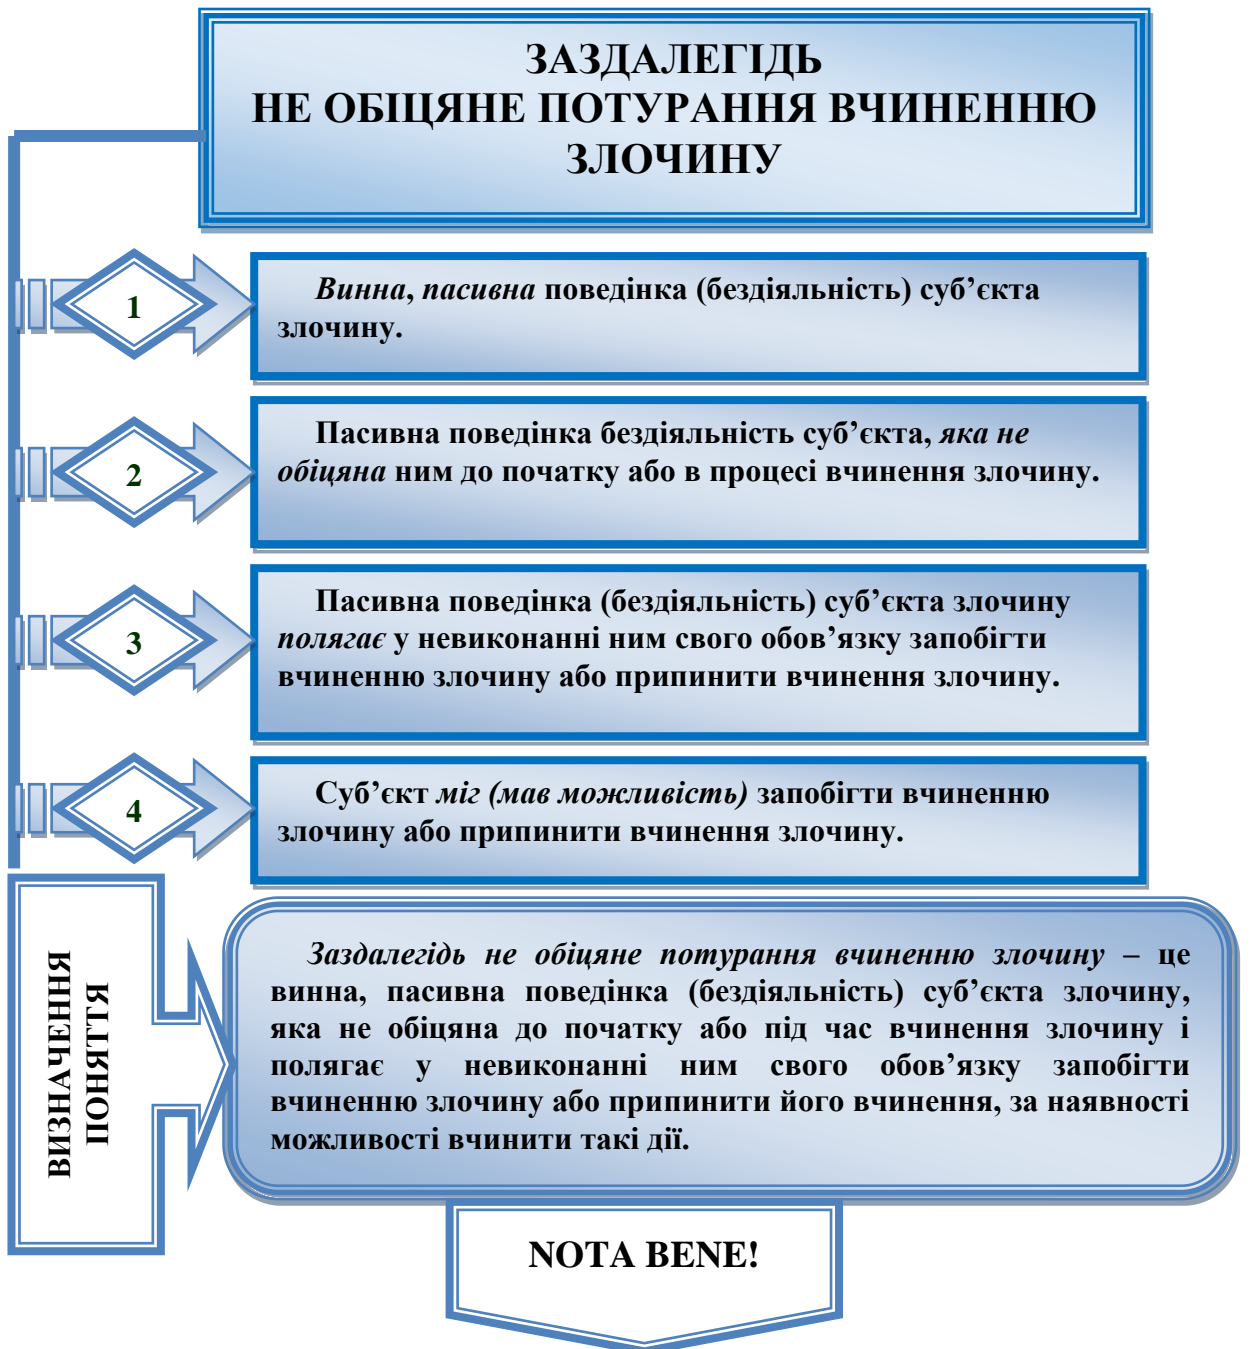 ЗАЗДАЛЕГІДЬ
НЕ ОБІЦЯНЕ ПОТУРАННЯ ВЧИНЕННЮ
ЗЛОЧИНУ
1
Винна, пасивна поведінка (бездіяльність) суб’єкта
злочину.
2
Пасивна поведінка бездіяльність суб’єкта, яка не
обіцяна ним до початку або в процесі вчинення злочину.
3
Пасивна поведінка (бездіяльність) суб’єкта злочину
полягає у невиконанні ним свого обов’язку запобігти
вчиненню злочину або припинити вчинення злочину.
4
Суб’єкт міг (мав можливість) запобігти вчиненню
злочину або припинити вчинення злочину.
ВИЗНАЧЕННЯ
ПОНЯТТЯ
Заздалегідь не обіцяне потурання вчиненню злочину – це
винна, пасивна поведінка (бездіяльність) суб’єкта злочину,
яка не обіцяна до початку або під час вчинення злочину і
полягає у невиконанні ним свого обов’язку запобігти
вчиненню злочину або припинити його вчинення, за наявності
можливості вчинити такі дії.
NOTA BENE!